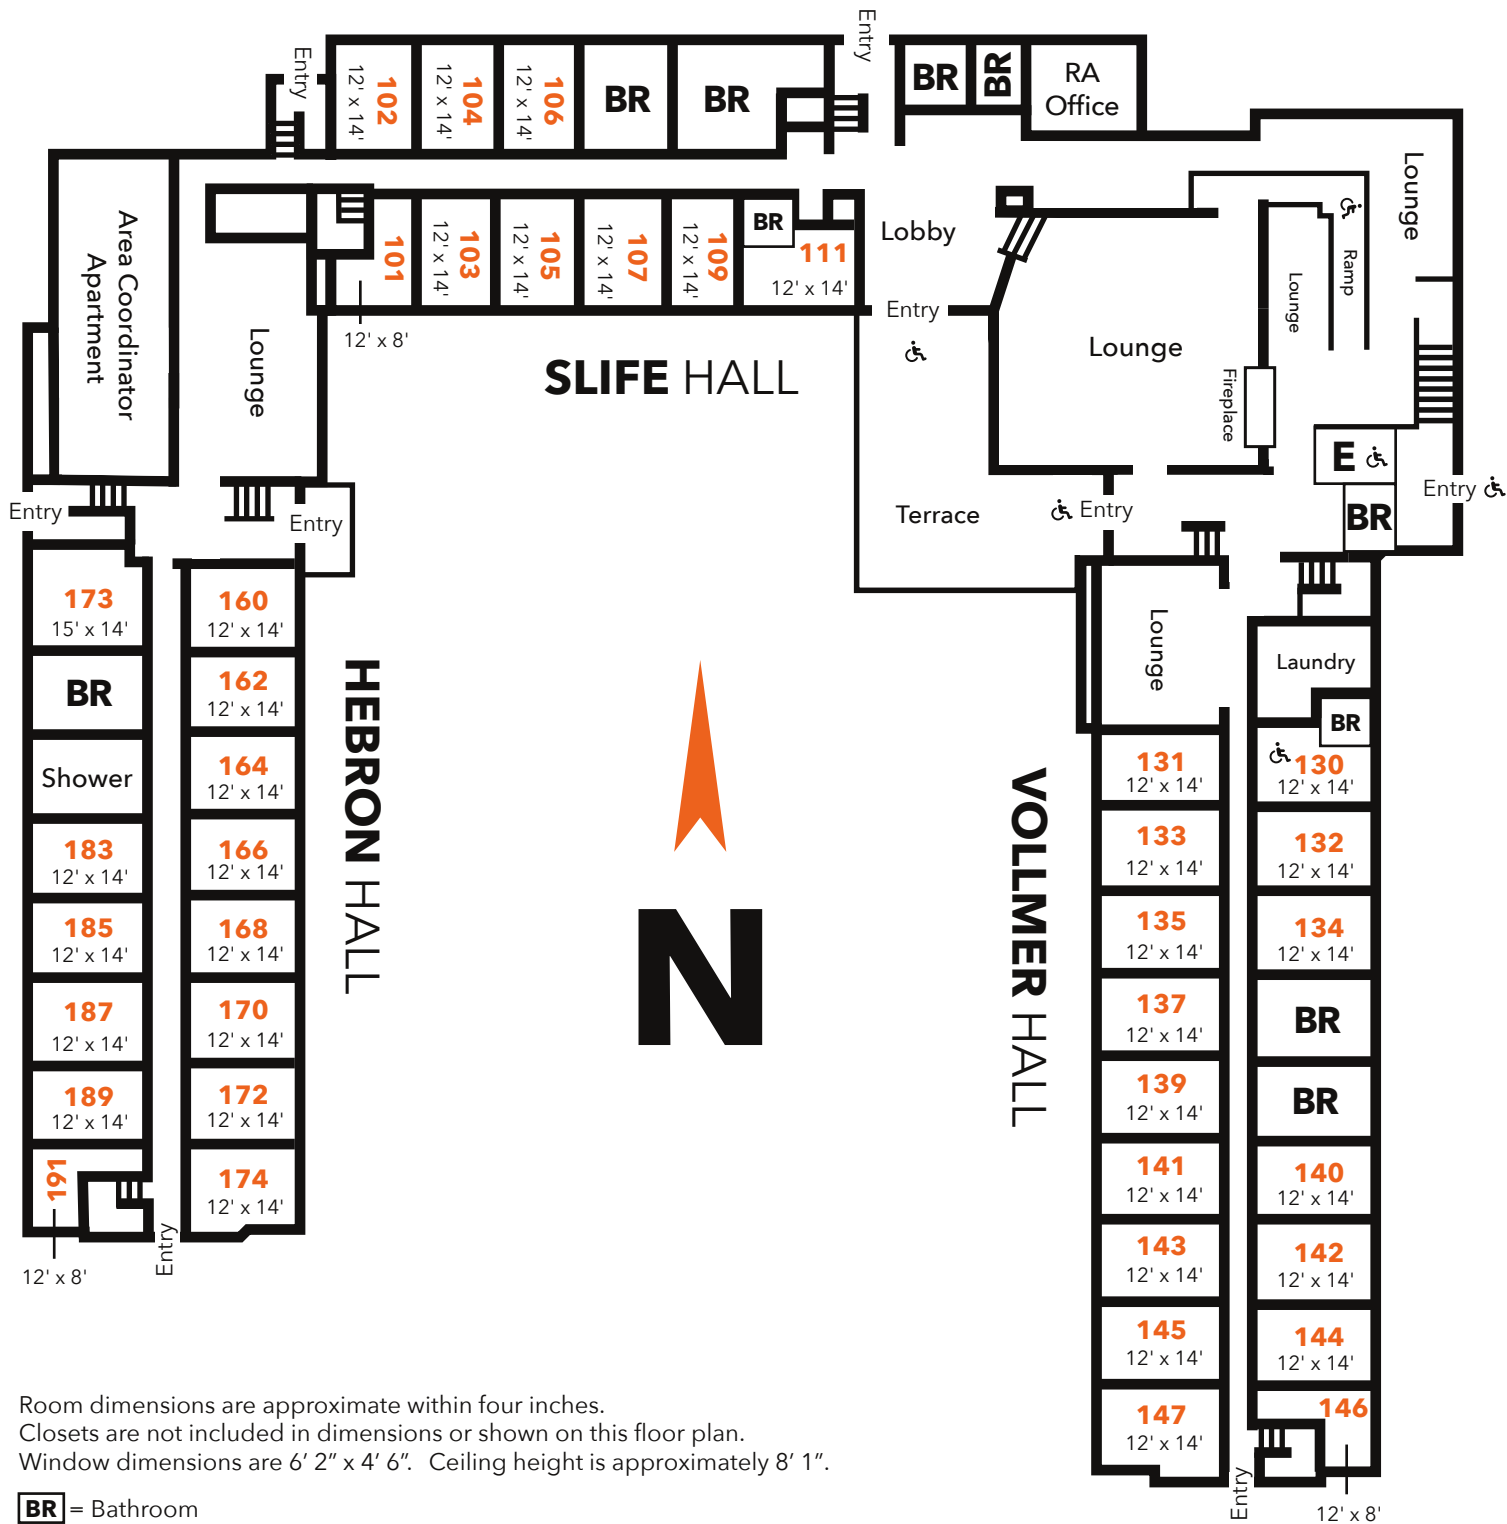 Entry
Entry
102
12' x 14'
104
12' x 14'
106
12' x 14'
BR
BR
BR
BR
RA
Office
Area Coordinator
Apartment
Lounge
101
12' x 8'
103
12' x 14'
105
12' x 14'
107
12' x 14'
109
12' x 14'
BR
111
12' x 14'
Lobby
Entry
Lounge
Lounge
Ramp
Lounge
Fireplace
E
BR
Entry
SLIFE HALL
Terrace
Entry
Entry
Entry
173
15' x 14'
BR
Shower
183
12' x 14'
185
12' x 14'
187
12' x 14'
189
12' x 14'
191
12' x 8'
160
12' x 14'
162
12' x 14'
164
12' x 14'
166
12' x 14'
168
12' x 14'
170
12' x 14'
172
12' x 14'
174
12' x 14'
Entry
HEBRON HALL
N
VOLLMER HALL
Lounge
131
12' x 14'
133
12' x 14'
135
12' x 14'
137
12' x 14'
139
12' x 14'
141
12' x 14'
143
12' x 14'
145
12' x 14'
147
12' x 14'
Laundry
BR
130
12' x 14'
132
12' x 14'
134
12' x 14'
BR
BR
140
12' x 14'
142
12' x 14'
144
12' x 14'
146
12' x 8'
Entry
Room dimensions are approximate within four inches.
Closets are not included in dimensions or shown on this floor plan.
Window dimensions are 6’ 2” x 4’ 6”. Ceiling height is approximately 8’ 1”.
BR = Bathroom